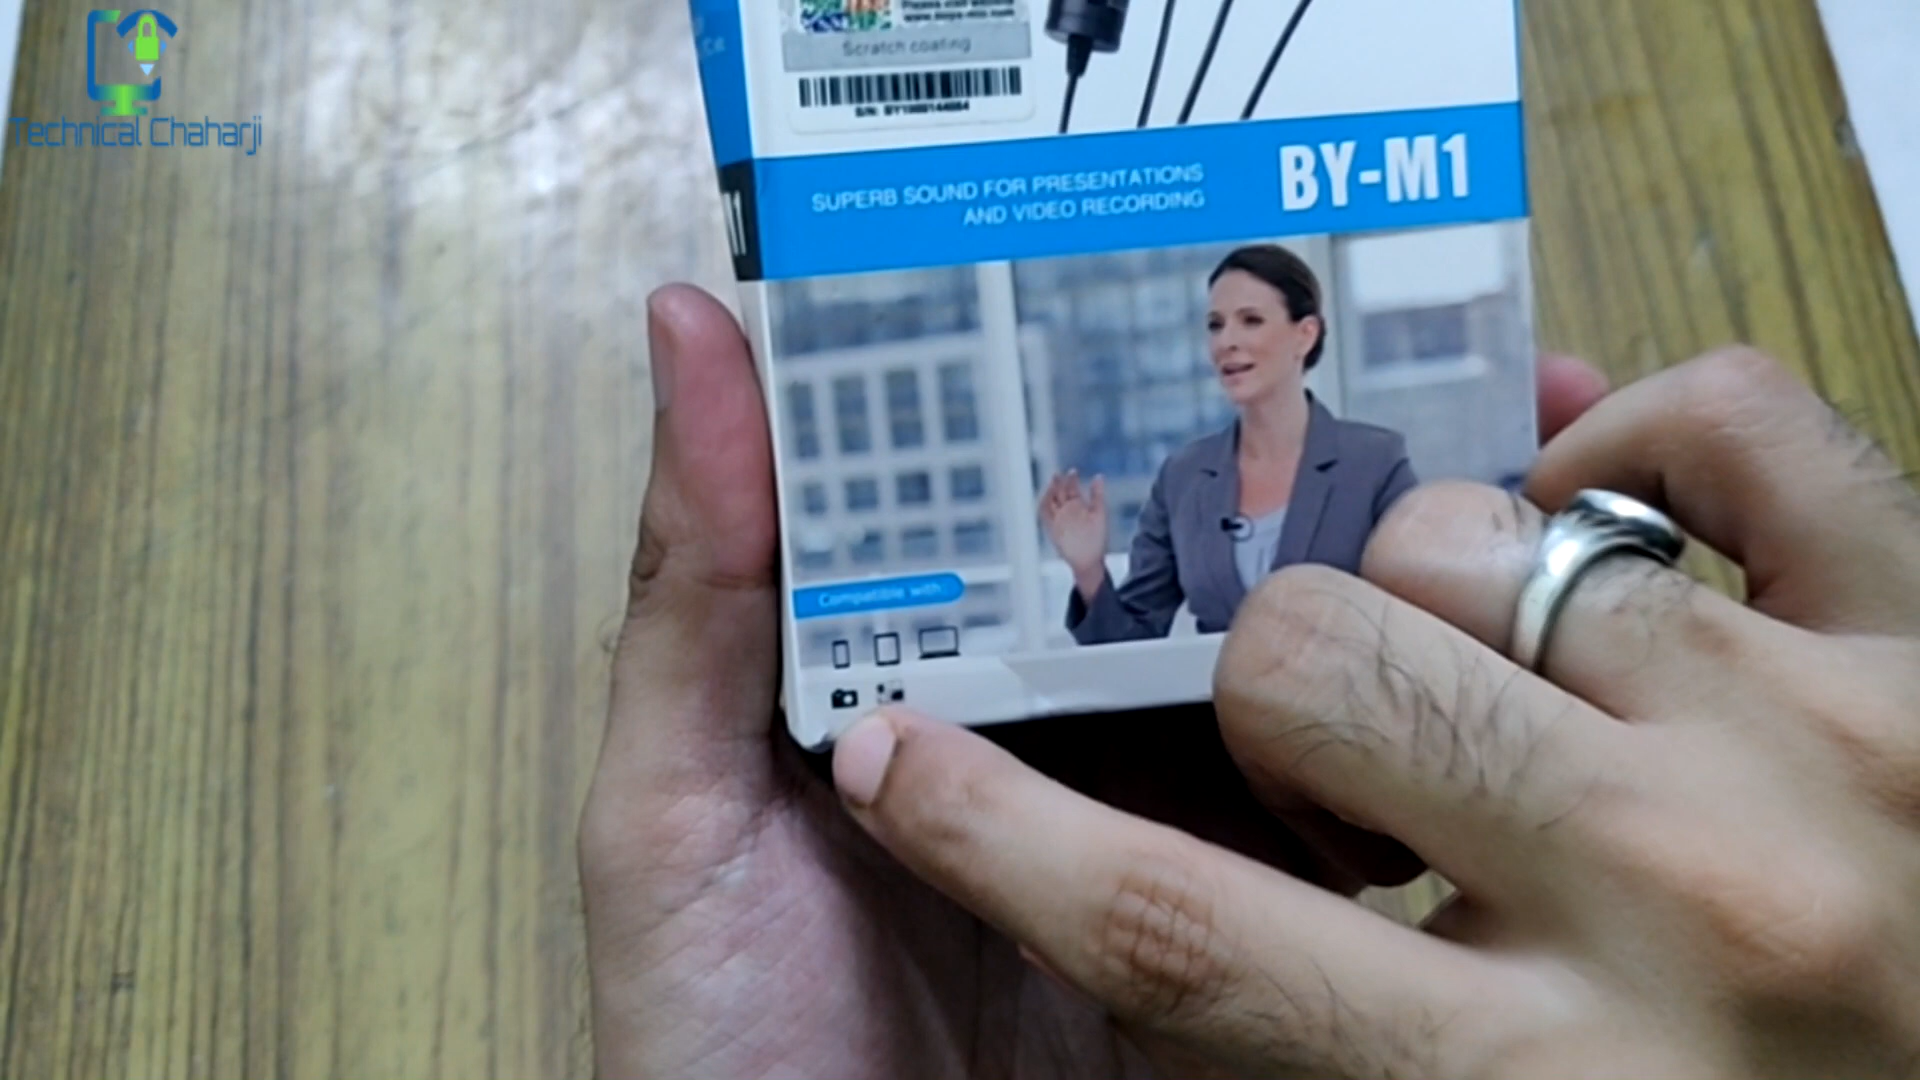 Technical Chaharji
Scratch coating
SUPERB SOUND FOR PRESENTATIONS
AND VIDEO RECORDING
BY-M1
M1
Compatible with